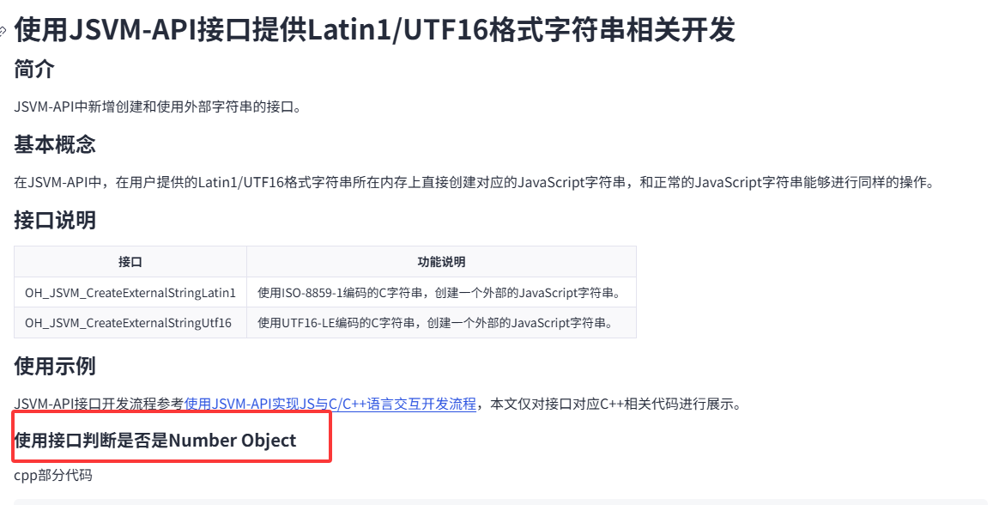 使用JSVM-API接口提供Latin1/UTF16格式字符串相关开发
简介
JSVM-API中新增创建和使用外部字符串的接口。
基本概念
在JSVM-API中，在用户提供的Latin1/UTF16格式字符串所在内存上直接创建对应的JavaScript字符串，和正常的JavaScript字符串能够进行同样的操作。
接口说明
接口 功能说明
OH_JSVM_CreateExternalStringLatin1 使用ISO-8859-1编码的C字符串，创建一个外部的JavaScript字符串。
OH_JSVM_CreateExternalStringUtf16 使用UTF16-LE编码的C字符串，创建一个外部的JavaScript字符串。
使用示例
JSVM-API接口开发流程参考使用JSVM-API实现JS与C/C++语言交互开发流程，本文仅对接口对应C++相关代码进行展示。
使用接口判断是否是Number Object
cpp部分代码